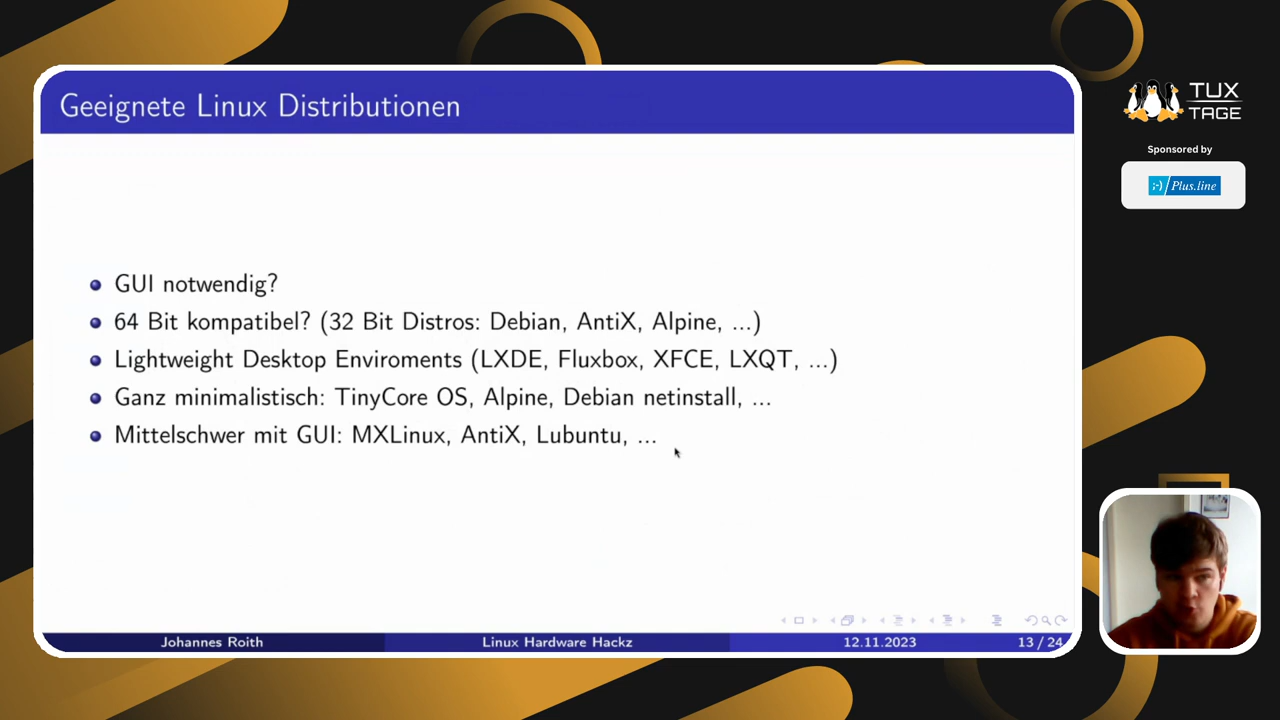 Geeignete Linux Distributionen
TUX
TAGE
Sponsored by
:-) Plus.line
GUI notwendig?
64 Bit kompatibel? (32 Bit Distros: Debian, AntiX, Alpine, ...)
Lightweight Desktop Enviroments (LXDE, Fluxbox, XFCE, LXQT, ...)
Ganz minimalistisch: TinyCore OS, Alpine, Debian netinstall, ...
Mittelschwer mit GUI: MXLinux, AntiX, Lubuntu, ...
Johannes Roith
Linux Hardware Hackz
12.11.2023
13 / 24